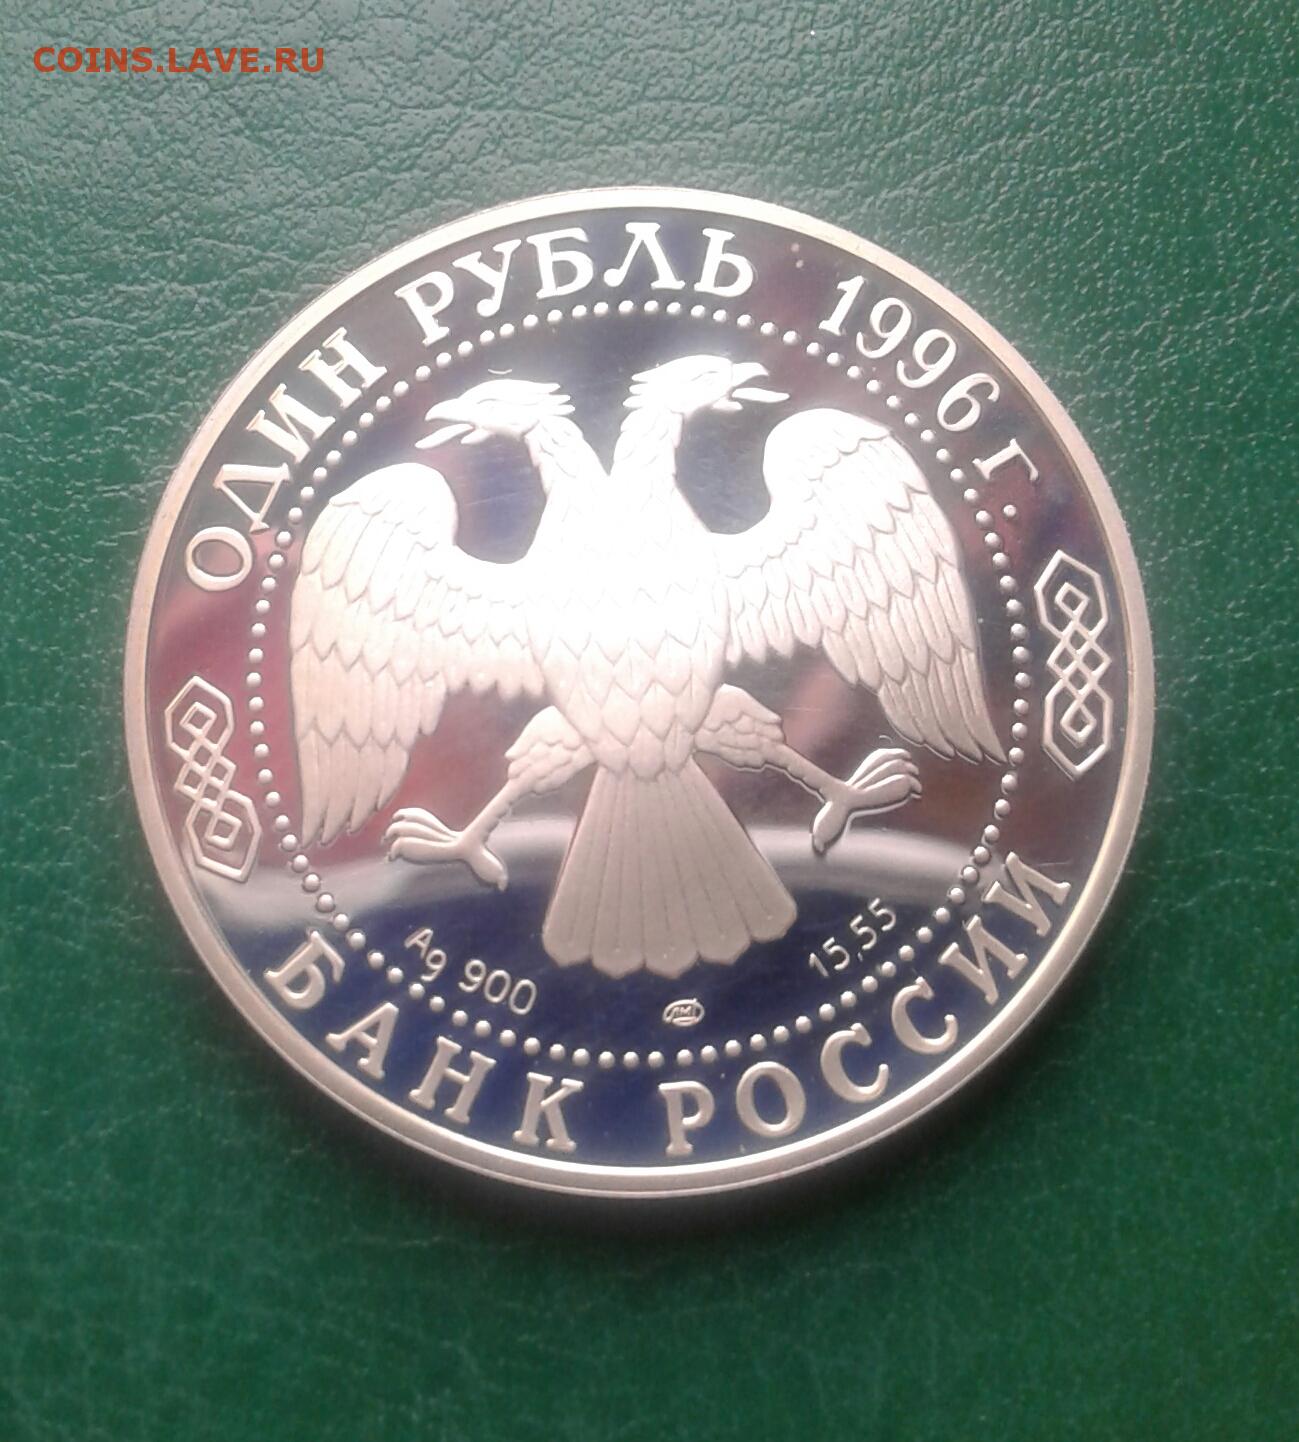 COINS.LAVE.RU
ОДИН РУБЛЬ 1996 г.
Ag 900
ЛМД
15,55
БАНК РОССИИ